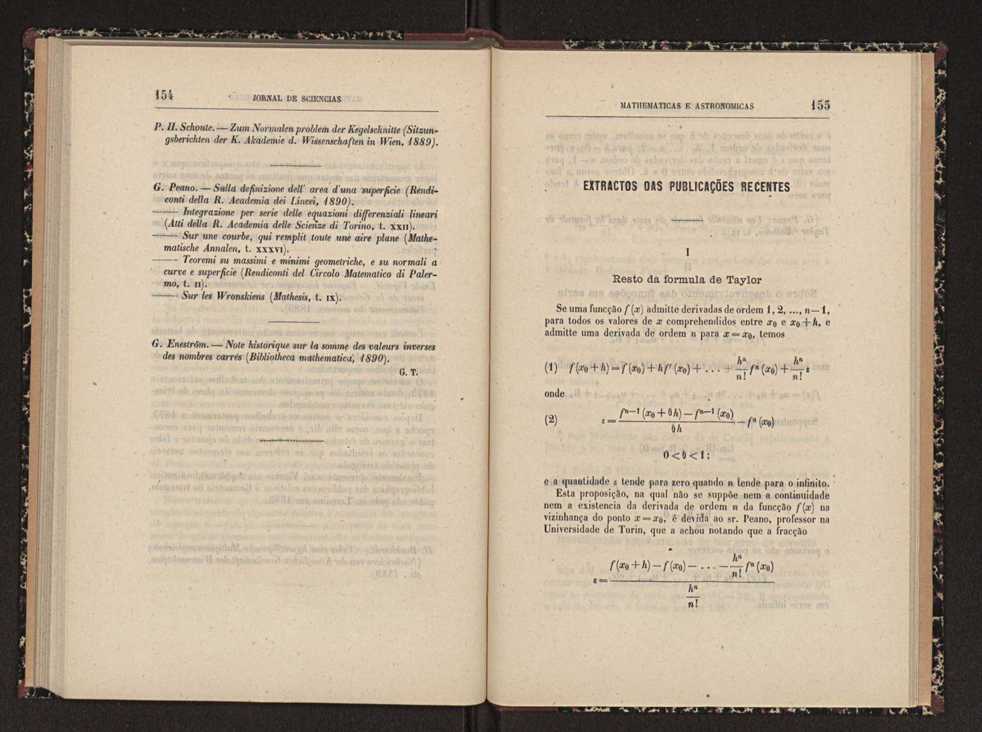 154
JORNAL DE SCIENCIAS
P. H. Schoute. — Zum Normalen problem der Kegelschnitte (Sitzun-
gsberichten der K. Akademie d. Wissenschaften in Wien, 1889).
G. Peano. — Sulla definizione dell' area d'una superficie (Rendi-
conti della R. Academia dei Lincei, 1890).
—— Integrazione per serie delle equazioni differenziali lineari
(Atti della R. Academia delle Scienze di Torino, t. XXII).
—— Sur une courbe, qui remplit toute une aire plane (Mathe-
matische Annalen, t. XXXVI).
—— Teoremi su massimi e minimi geometriche, e su normali a
curve e superficie (Rendiconti del Circolo Matematico di Paler-
mo, t. II).
—— Sur les Wronskiens (Mathesis, t. IX).
G. Eneström. — Note historique sur la somme des valeurs inverses
des nombres carrés (Bibliotheca mathematica, 1890).
G. T.
MATHEMATICAS E ASTRONOMICAS
155
EXTRACTOS DAS PUBLICAÇÕES RECENTES
I
Resto da formula de Taylor
Se uma funcção f (x) admitte derivadas de ordem 1, 2, ..., n—1,
para todos os valores de x comprehendidos entre x₀ e x₀ + h, e
admitte uma derivada de ordem n para x = x₀, temos
(1) f (x₀ + h) = f (x₀) + h f′ (x₀) + . . . + hⁿ/n! fⁿ (x₀) + hⁿ/n! ε
onde
(2) ε = (fⁿ⁻¹ (x₀ + θh) — fⁿ⁻¹ (x₀))/θh — fⁿ (x₀)
0 < θ < 1;
e a quantidade ε tende para zero quando n tende para o infinito.
Esta proposição, na qual não se suppõe nem a continuidade
nem a existencia da derivada de ordem n da funcção f (x) na
vizinhança do ponto x = x₀, é devida ao sr. Peano, professor na
Universidade de Turin, que a achou notando que a fracção
ε = (f (x₀ + h) — f (x₀) — . . . — hⁿ/n! fⁿ (x₀))/(hⁿ/n!)